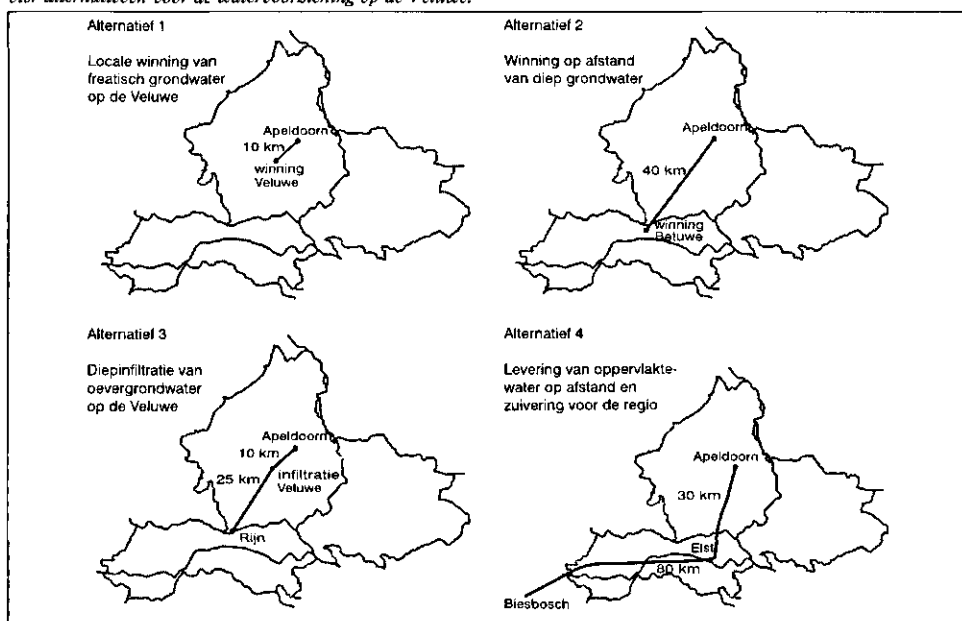 Alternatief 1
Locale winning van
freatisch grondwater
op de Veluwe
Apeldoorn
10 km
winning
Veluwe
Alternatief 2
Winning op afstand
van diep grondwater
Apeldoorn
40 km
winning
Betuwe
Alternatief 3
Diepinfiltratie van
oevergrondwater
op de Veluwe
Apeldoorn
10 km
25 km
infiltratie
Veluwe
Rijn
Alternatief 4
Levering van oppervlakte-
water op afstand en
zuivering voor de regio
Apeldoorn
30 km
Elst
80 km
Biesbosch